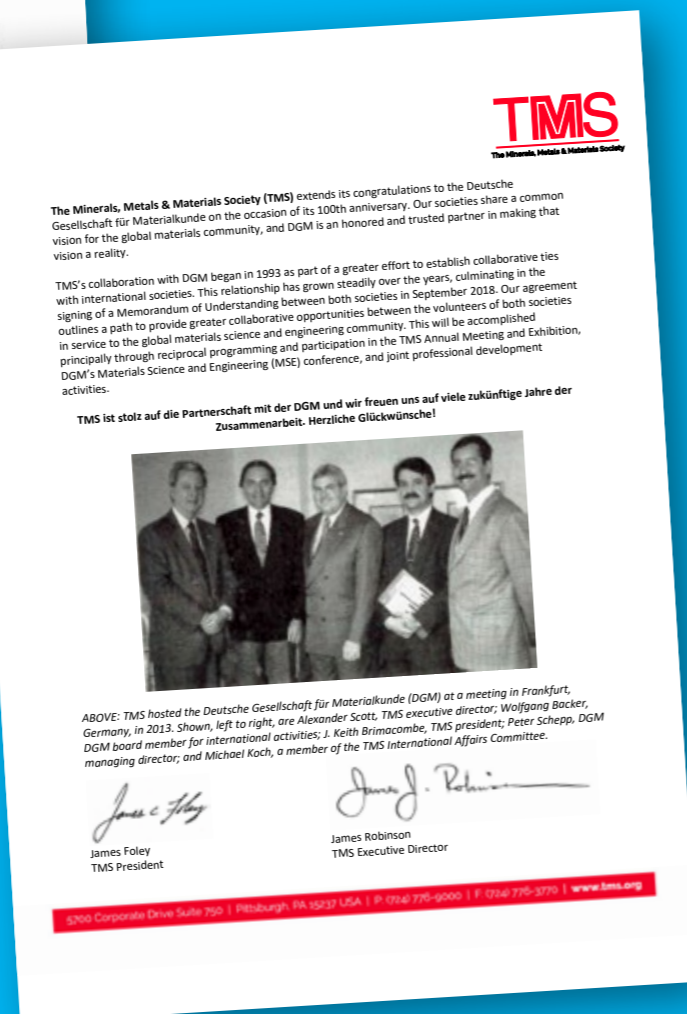 TMS
The Minerals, Metals & Materials Society
The Minerals, Metals & Materials Society (TMS) extends its congratulations to the Deutsche
Gesellschaft für Materialkunde on the occasion of its 100th anniversary. Our societies share a common
vision for the global materials community, and DGM is an honored and trusted partner in making that
vision a reality.
TMS's collaboration with DGM began in 1993 as part of a greater effort to establish collaborative ties
with international societies. This relationship has grown steadily over the years, culminating in the
signing of a Memorandum of Understanding between both societies in September 2018. Our agreement
outlines a path to provide greater collaborative opportunities between the volunteers of both societies
in service to the global materials science and engineering community. This will be accomplished
principally through reciprocal programming and participation in the TMS Annual Meeting and Exhibition,
DGM's Materials Science and Engineering (MSE) conference, and joint professional development
activities.
TMS ist stolz auf die Partnerschaft mit der DGM und wir freuen uns auf viele zukünftige Jahre der
Zusammenarbeit. Herzliche Glückwünsche!
ABOVE: TMS hosted the Deutsche Gesellschaft für Materialkunde (DGM) at a meeting in Frankfurt,
Germany, in 2013. Shown, left to right, are Alexander Scott, TMS executive director; Wolfgang Backer,
DGM board member for international activities; J. Keith Brimacombe, TMS president; Peter Schepp, DGM
managing director; and Michael Koch, a member of the TMS International Affairs Committee.
James C Foley
James J. Robinson
James Foley
TMS President
James Robinson
TMS Executive Director
5700 Corporate Drive Suite 750 | Pittsburgh, PA 15237 USA | P: (724) 776-9000 | F: (724) 776-3770 | www.tms.org